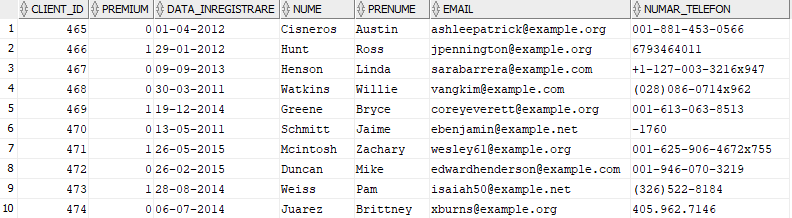 CLIENT_ID PREMIUM DATA_INREGISTRARE NUME PRENUME EMAIL NUMAR_TELEFON
1 465 0 01-04-2012 Cisneros Austin ashleepatrick@example.org 001-881-453-0566
2 466 1 29-01-2012 Hunt Ross jpennington@example.org 6793464011
3 467 0 09-09-2013 Henson Linda sarabarrera@example.com +1-127-003-3216x947
4 468 0 30-03-2011 Watkins Willie vangkim@example.com (028)086-0714x962
5 469 1 19-12-2014 Greene Bryce coreyeverett@example.org 001-613-063-8513
6 470 0 13-05-2011 Schmitt Jaime ebenjamin@example.net -1760
7 471 1 26-05-2015 Mcintosh Zachary wesley61@example.org 001-625-906-4672x755
8 472 0 26-02-2015 Duncan Mike edwardhenderson@example.com 001-946-070-3219
9 473 1 28-08-2014 Weiss Pam isaiah50@example.net (326)522-8184
10 474 0 06-07-2014 Juarez Brittney xburns@example.org 405.962.7146